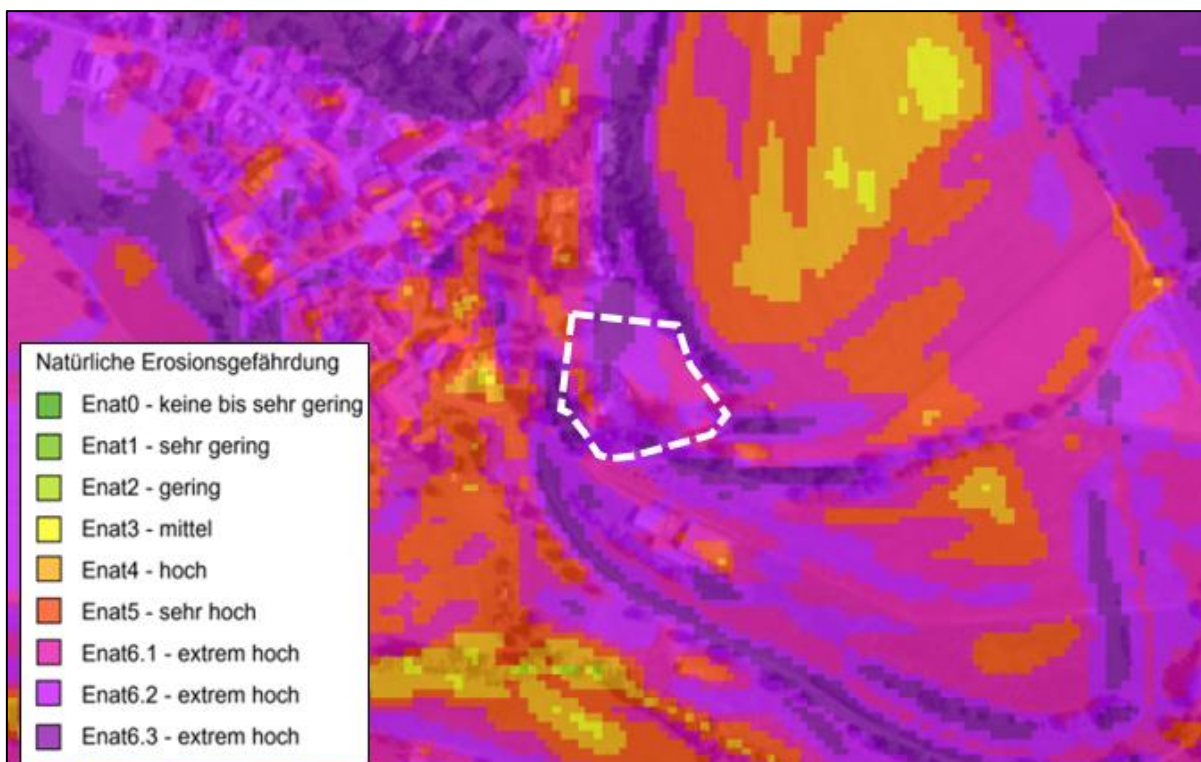 Natürliche Erosionsgefährdung
Enat0 - keine bis sehr gering
Enat1 - sehr gering
Enat2 - gering
Enat3 - mittel
Enat4 - hoch
Enat5 - sehr hoch
Enat6.1 - extrem hoch
Enat6.2 - extrem hoch
Enat6.3 - extrem hoch